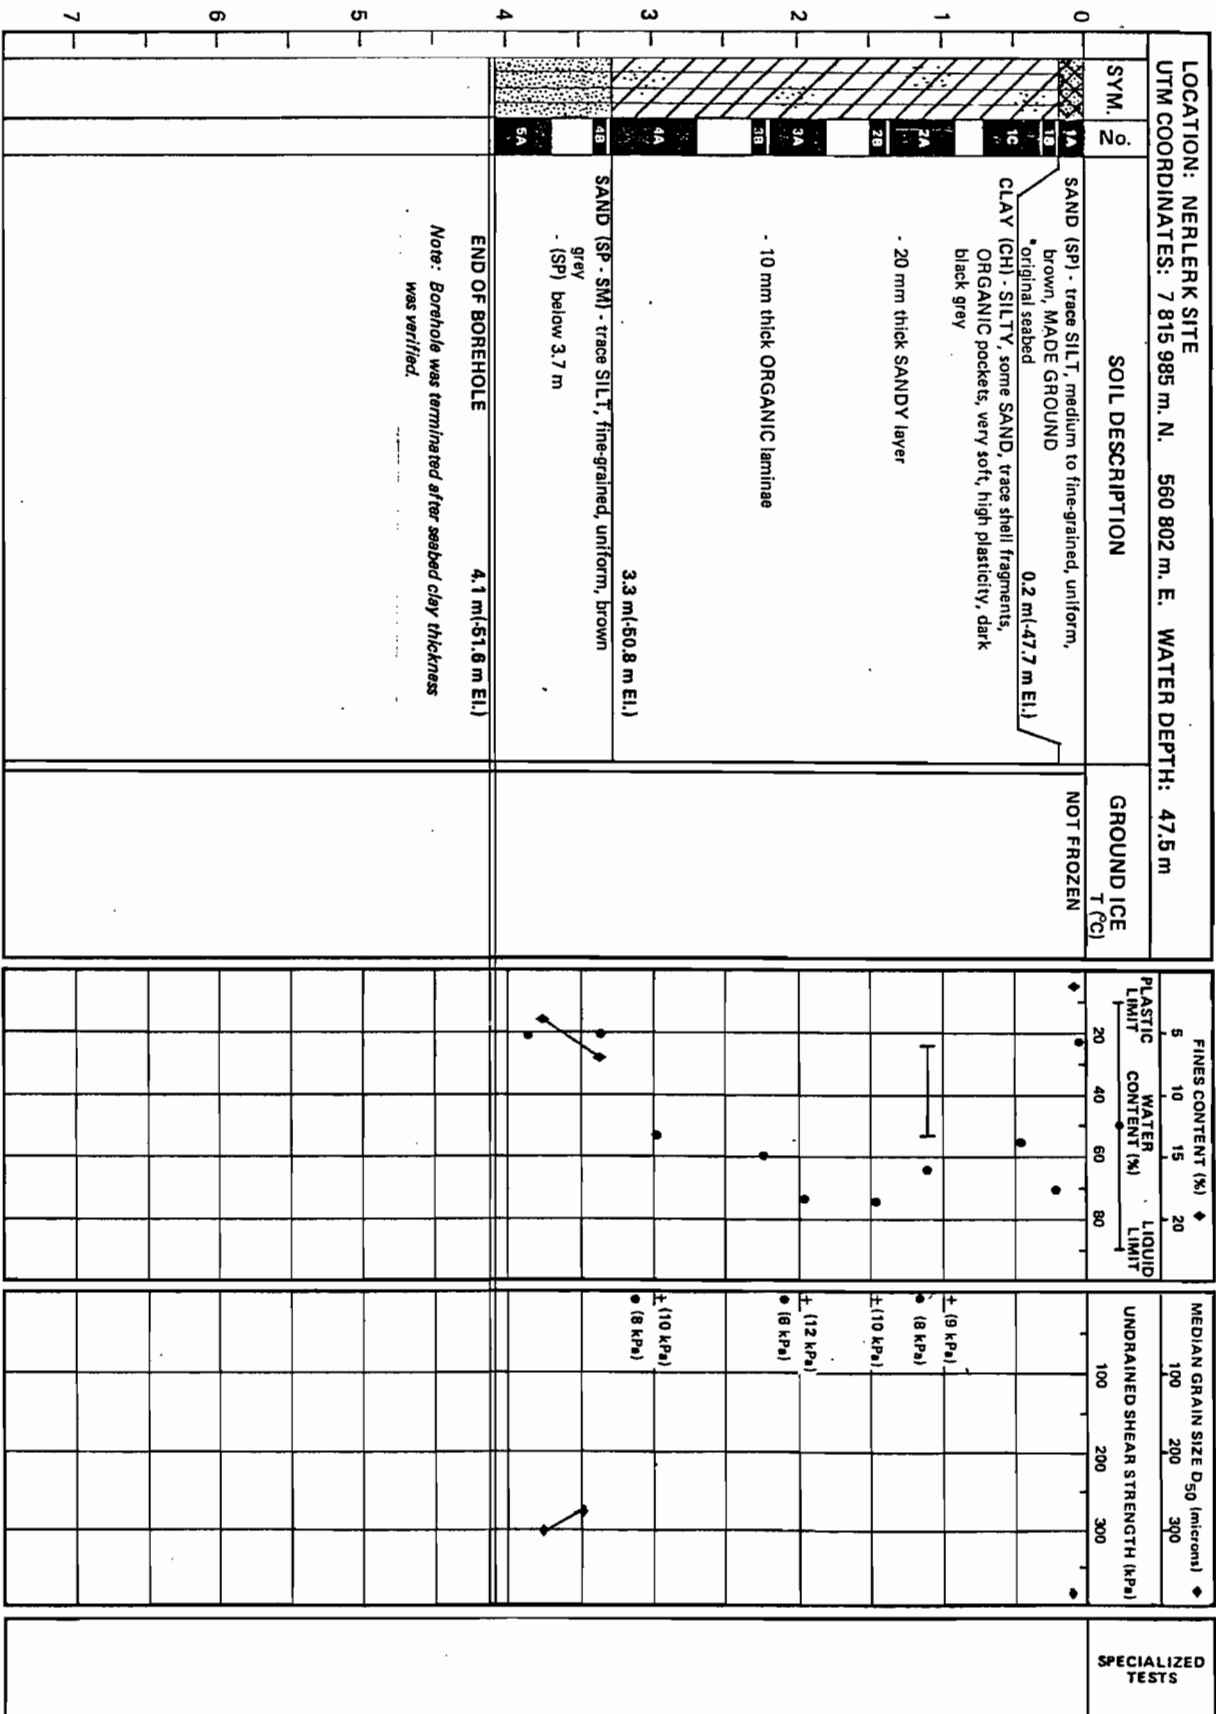 LOCATION: NERLERK SITE
UTM COORDINATES: 7 815 985 m. N. 560 802 m. E. WATER DEPTH: 47.5 m
SYM.
No.
SOIL DESCRIPTION
GROUND ICE
T (°C)
FINES CONTENT (%) ◆
5 10 15 20
PLASTIC LIMIT
WATER CONTENT (%)
LIQUID LIMIT
20 40 60 80
MEDIAN GRAIN SIZE D50 (microns) ◆
100 200 300
UNDRAINED SHEAR STRENGTH (kPa)
100 200 300
SPECIALIZED
TESTS
0
1
2
3
4
5
6
7
1A
1B
1C
2A
2B
3A
3B
4A
4B
5A
SAND (SP) - trace SILT, medium to fine-grained, uniform,
brown, MADE GROUND
*original seabed 0.2 m(-47.7 m El.)
CLAY (CH) - SILTY, some SAND, trace shell fragments,
ORGANIC pockets, very soft, high plasticity, dark
black grey
- 20 mm thick SANDY layer
- 10 mm thick ORGANIC laminae
3.3 m(-50.8 m El.)
SAND (SP - SM) - trace SILT, fine-grained, uniform, brown
grey
- (SP) below 3.7 m
END OF BOREHOLE 4.1 m(-51.6 m El.)
Note: Borehole was terminated after seabed clay thickness
was verified.
NOT FROZEN
+ (9 kPa)
● (8 kPa)
± (10 kPa)
+ (12 kPa)
● (6 kPa)
± (10 kPa)
● (8 kPa)